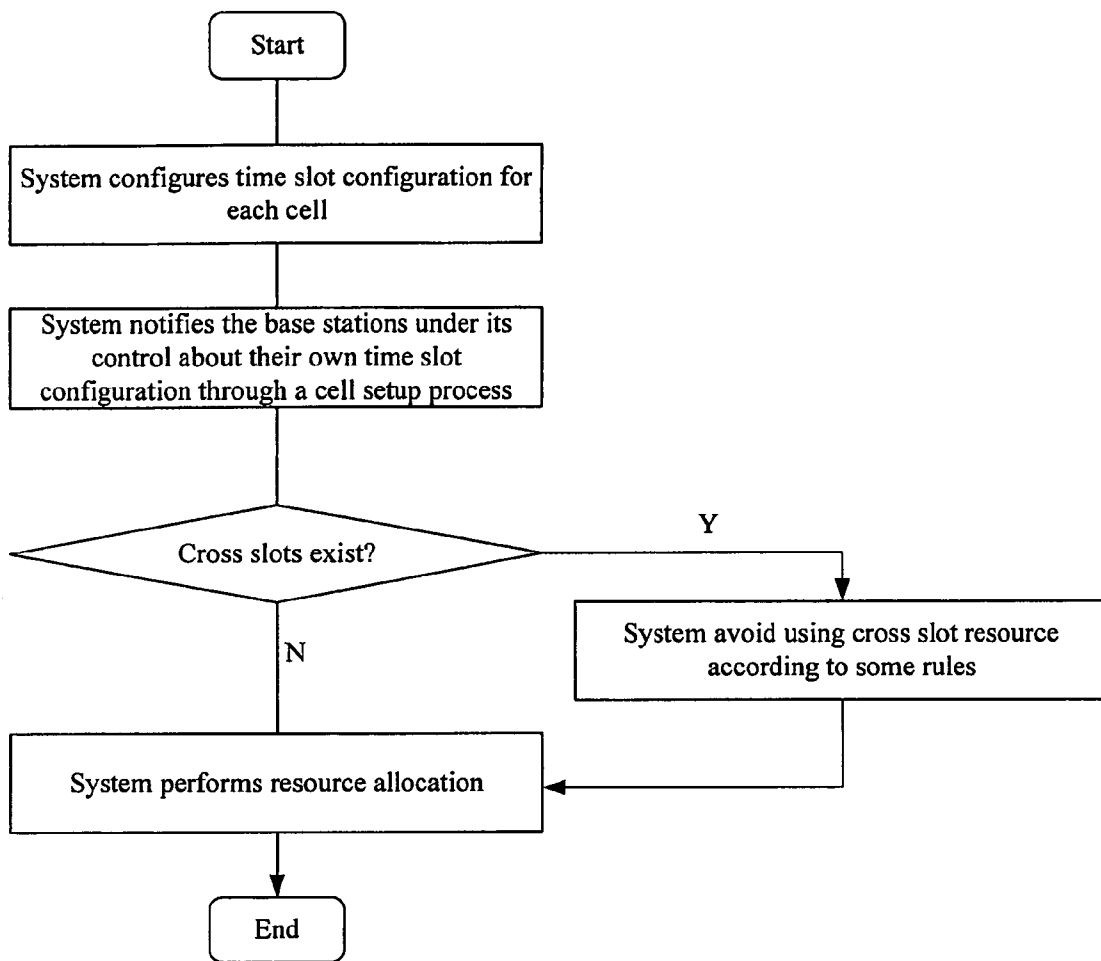 Start
System configures time slot configuration for
each cell
System notifies the base stations under its
control about their own time slot
configuration through a cell setup process
Cross slots exist?
Y
N
System avoid using cross slot resource
according to some rules
System performs resource allocation
End